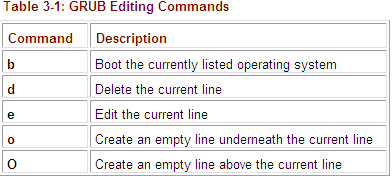 Table 3-1: GRUB Editing Commands
Command Description
b Boot the currently listed operating system
d Delete the current line
e Edit the current line
o Create an empty line underneath the current line
O Create an empty line above the current line